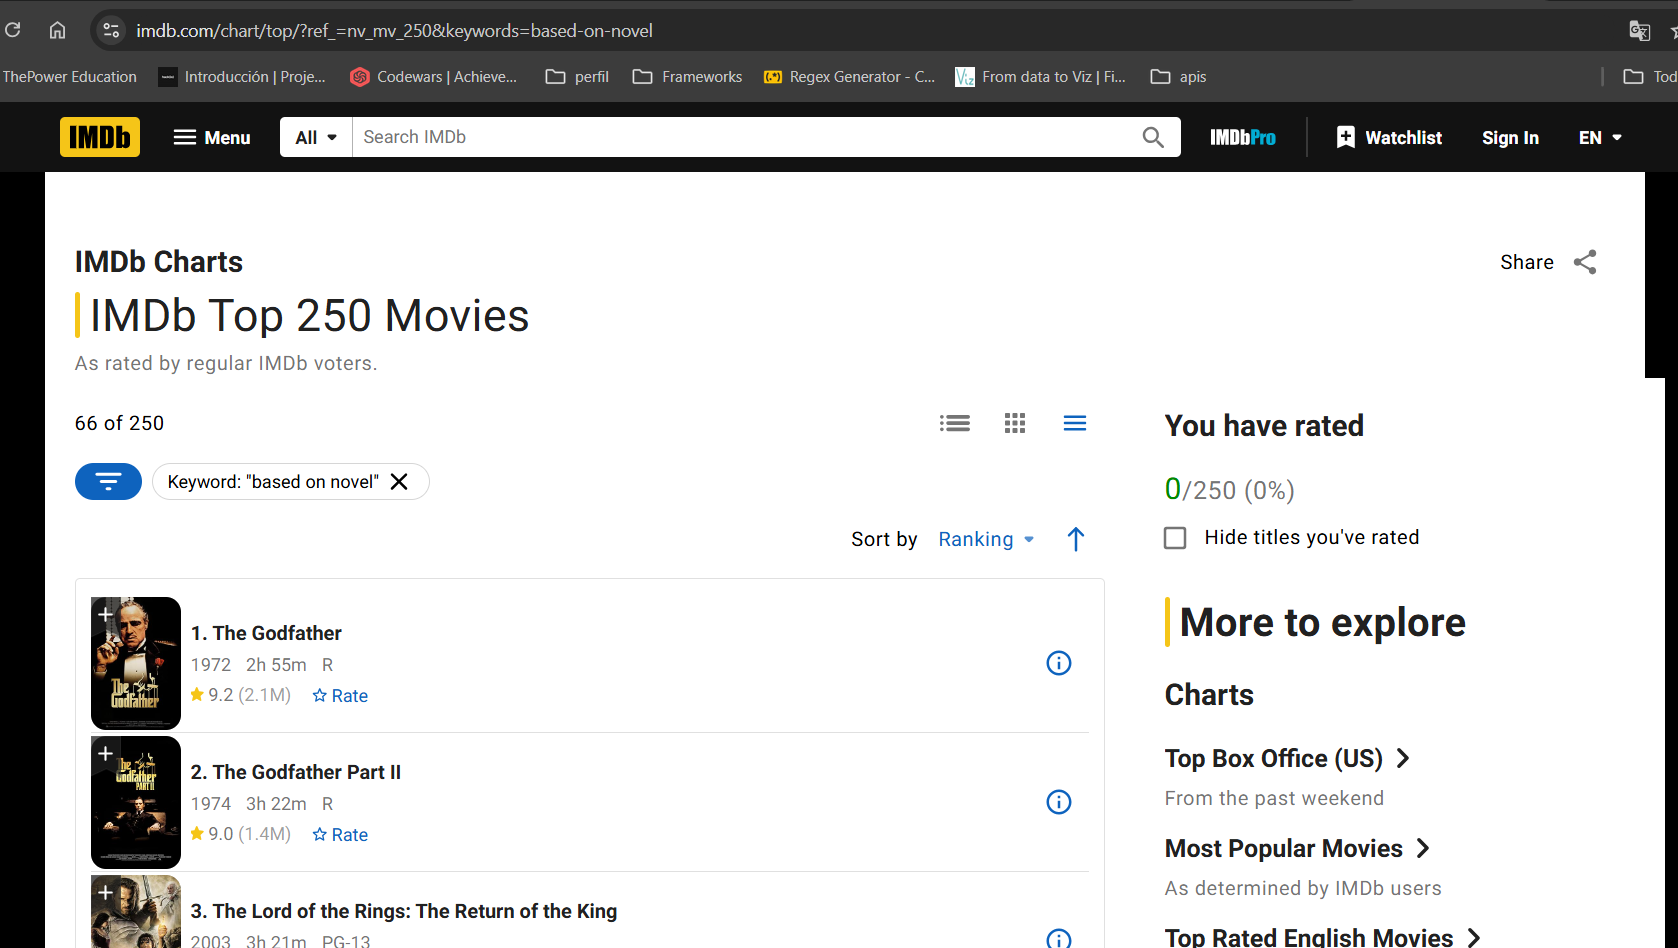 imdb.com/chart/top/?ref_=nv_mv_250&keywords=based-on-novel
ThePower Education
Introducción | Proje...
Codewars | Achieve...
perfil
Frameworks
Regex Generator - C...
Viz
From data to Viz | Fi...
apis
Tod
IMDb
Menu
All
Search IMDb
IMDbPro
Watchlist
Sign In
EN
IMDb Charts
Share
IMDb Top 250 Movies
As rated by regular IMDb voters.
66 of 250
Keyword: "based on novel"
Sort by Ranking
1. The Godfather
1972 2h 55m R
9.2 (2.1M) Rate
The Godfather
2. The Godfather Part II
1974 3h 22m R
9.0 (1.4M) Rate
The Godfather PART II
3. The Lord of the Rings: The Return of the King
2003 3h 21m PG-13
You have rated
0/250 (0%)
Hide titles you've rated
More to explore
Charts
Top Box Office (US)
From the past weekend
Most Popular Movies
As determined by IMDb users
Top Rated English Movies